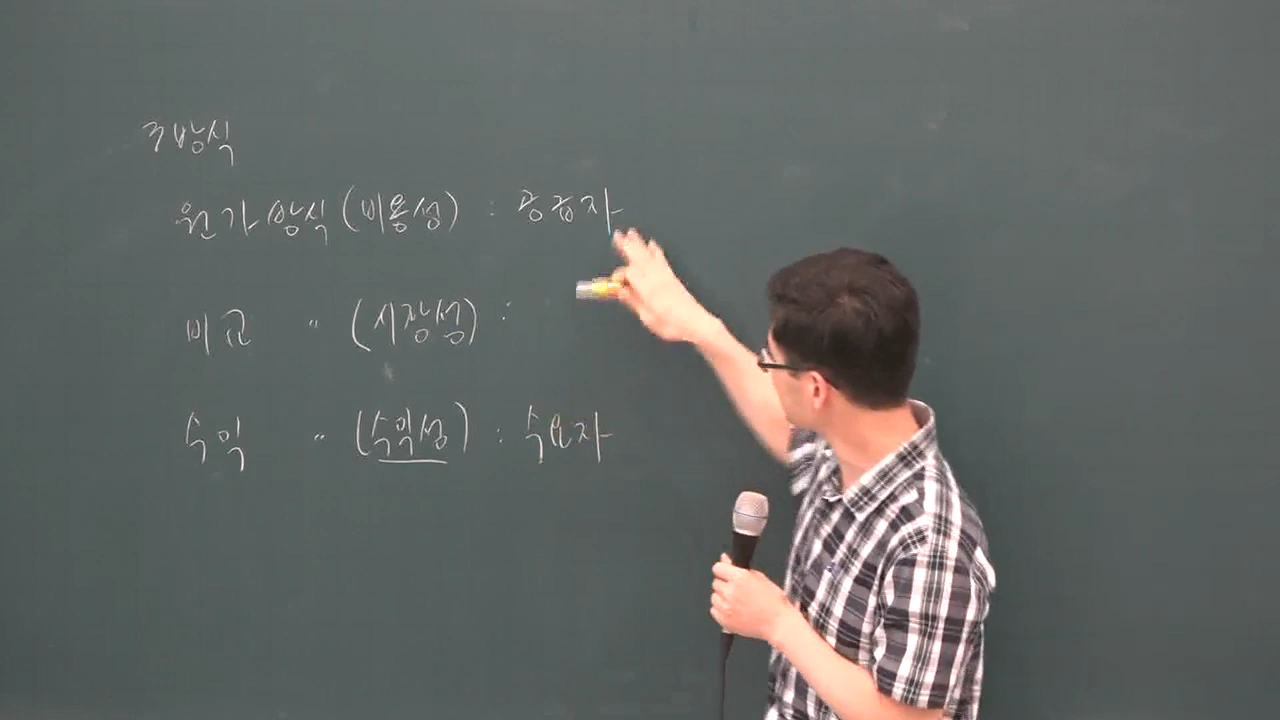 3방식
원가방식(비용성) : 공급자
비교 〃 (시장성) :
수익 〃 (수익성) : 수요자